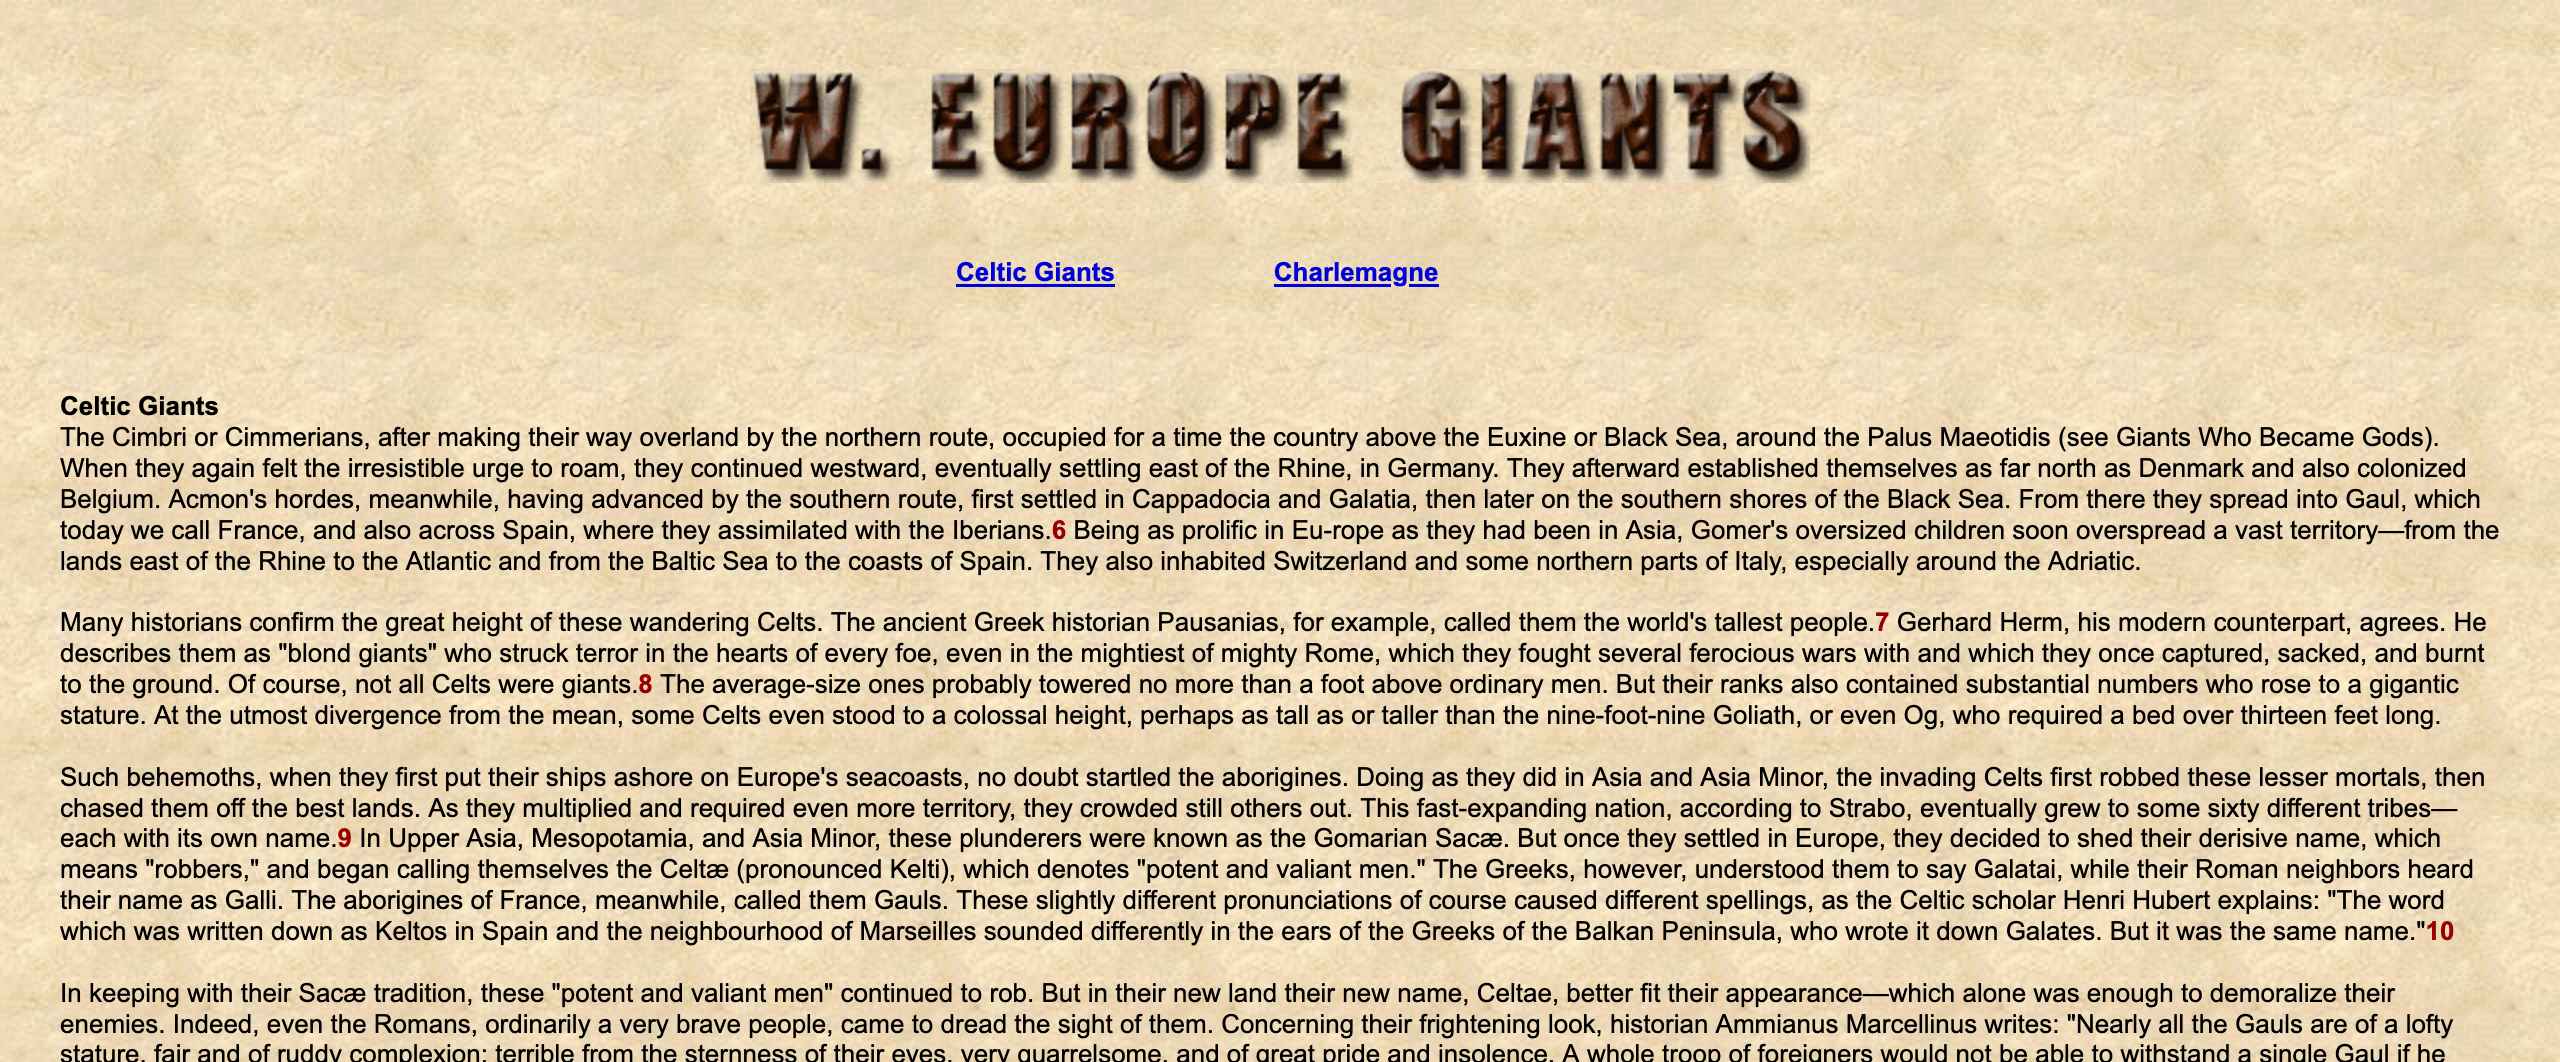 W. EUROPE GIANTS
Celtic Giants Charlemagne
Celtic Giants
The Cimbri or Cimmerians, after making their way overland by the northern route, occupied for a time the country above the Euxine or Black Sea, around the Palus Maeotidis (see Giants Who Became Gods).
When they again felt the irresistible urge to roam, they continued westward, eventually settling east of the Rhine, in Germany. They afterward established themselves as far north as Denmark and also colonized
Belgium. Acmon's hordes, meanwhile, having advanced by the southern route, first settled in Cappadocia and Galatia, then later on the southern shores of the Black Sea. From there they spread into Gaul, which
today we call France, and also across Spain, where they assimilated with the Iberians.6 Being as prolific in Eu-rope as they had been in Asia, Gomer's oversized children soon overspread a vast territory—from the
lands east of the Rhine to the Atlantic and from the Baltic Sea to the coasts of Spain. They also inhabited Switzerland and some northern parts of Italy, especially around the Adriatic.
Many historians confirm the great height of these wandering Celts. The ancient Greek historian Pausanias, for example, called them the world's tallest people.7 Gerhard Herm, his modern counterpart, agrees. He
describes them as "blond giants" who struck terror in the hearts of every foe, even in the mightiest of mighty Rome, which they fought several ferocious wars with and which they once captured, sacked, and burnt
to the ground. Of course, not all Celts were giants.8 The average-size ones probably towered no more than a foot above ordinary men. But their ranks also contained substantial numbers who rose to a gigantic
stature. At the utmost divergence from the mean, some Celts even stood to a colossal height, perhaps as tall as or taller than the nine-foot-nine Goliath, or even Og, who required a bed over thirteen feet long.
Such behemoths, when they first put their ships ashore on Europe's seacoasts, no doubt startled the aborigines. Doing as they did in Asia and Asia Minor, the invading Celts first robbed these lesser mortals, then
chased them off the best lands. As they multiplied and required even more territory, they crowded still others out. This fast-expanding nation, according to Strabo, eventually grew to some sixty different tribes—
each with its own name.9 In Upper Asia, Mesopotamia, and Asia Minor, these plunderers were known as the Gomarian Sacæ. But once they settled in Europe, they decided to shed their derisive name, which
means "robbers," and began calling themselves the Celtæ (pronounced Kelti), which denotes "potent and valiant men." The Greeks, however, understood them to say Galatai, while their Roman neighbors heard
their name as Galli. The aborigines of France, meanwhile, called them Gauls. These slightly different pronunciations of course caused different spellings, as the Celtic scholar Henri Hubert explains: "The word
which was written down as Keltos in Spain and the neighbourhood of Marseilles sounded differently in the ears of the Greeks of the Balkan Peninsula, who wrote it down Galates. But it was the same name."10
In keeping with their Sacæ tradition, these "potent and valiant men" continued to rob. But in their new land their new name, Celtae, better fit their appearance—which alone was enough to demoralize their
enemies. Indeed, even the Romans, ordinarily a very brave people, came to dread the sight of them. Concerning their frightening look, historian Ammianus Marcellinus writes: "Nearly all the Gauls are of a lofty
stature, fair and of ruddy complexion: terrible from the sternness of their eyes, very quarrelsome, and of great pride and insolence. A whole troop of foreigners would not be able to withstand a single Gaul if he